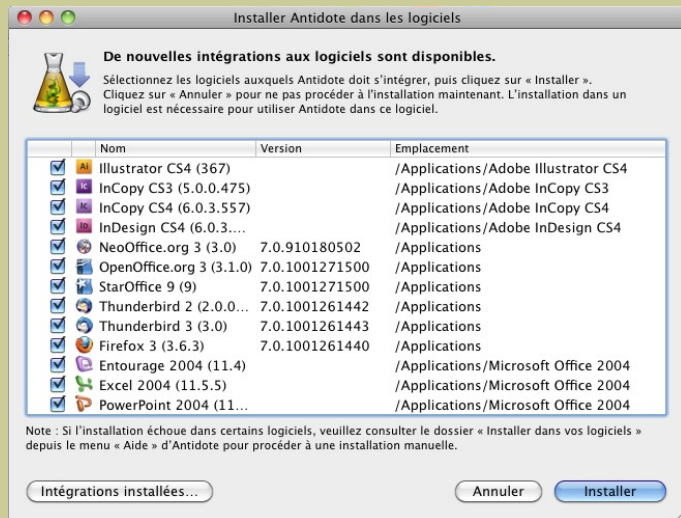 Installer Antidote dans les logiciels
De nouvelles intégrations aux logiciels sont disponibles.
Sélectionnez les logiciels auxquels Antidote doit s'intégrer, puis cliquez sur « Installer ».
Cliquez sur « Annuler » pour ne pas procéder à l'installation maintenant. L'installation dans un
logiciel est nécessaire pour utiliser Antidote dans ce logiciel.
Nom Version Emplacement
Ai Illustrator CS4 (367) /Applications/Adobe Illustrator CS4
Ic InCopy CS3 (5.0.0.475) /Applications/Adobe InCopy CS3
Ic InCopy CS4 (6.0.3.557) /Applications/Adobe InCopy CS4
ID InDesign CS4 (6.0.3.... /Applications/Adobe InDesign CS4
NeoOffice.org 3 (3.0) 7.0.910180502 /Applications
OpenOffice.org 3 (3.1.0) 7.0.1001271500 /Applications
StarOffice 9 (9) 7.0.1001271500 /Applications
Thunderbird 2 (2.0.0... 7.0.1001261442 /Applications
Thunderbird 3 (3.0) 7.0.1001261443 /Applications
Firefox 3 (3.6.3) 7.0.1001261440 /Applications
Entourage 2004 (11.4) /Applications/Microsoft Office 2004
Excel 2004 (11.5.5) /Applications/Microsoft Office 2004
PowerPoint 2004 (11... /Applications/Microsoft Office 2004
Note : Si l'installation échoue dans certains logiciels, veuillez consulter le dossier « Installer dans vos logiciels »
depuis le menu « Aide » d'Antidote pour procéder à une installation manuelle.
Intégrations installées... Annuler Installer